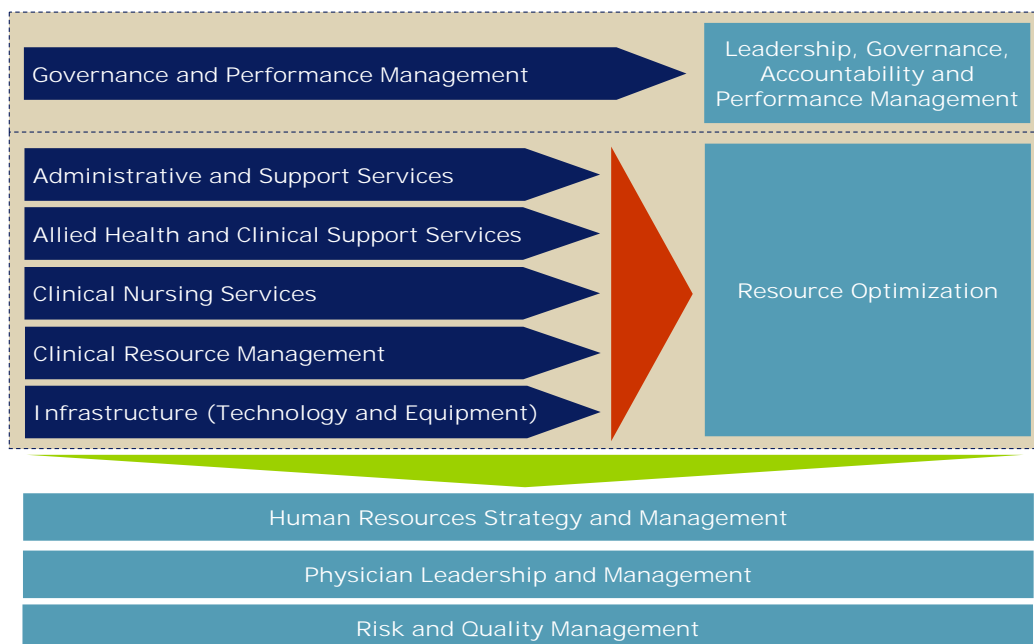 Governance and Performance Management
Leadership, Governance,
Accountability and
Performance Management
Administrative and Support Services
Allied Health and Clinical Support Services
Clinical Nursing Services
Clinical Resource Management
Infrastructure (Technology and Equipment)
Resource Optimization
Human Resources Strategy and Management
Physician Leadership and Management
Risk and Quality Management